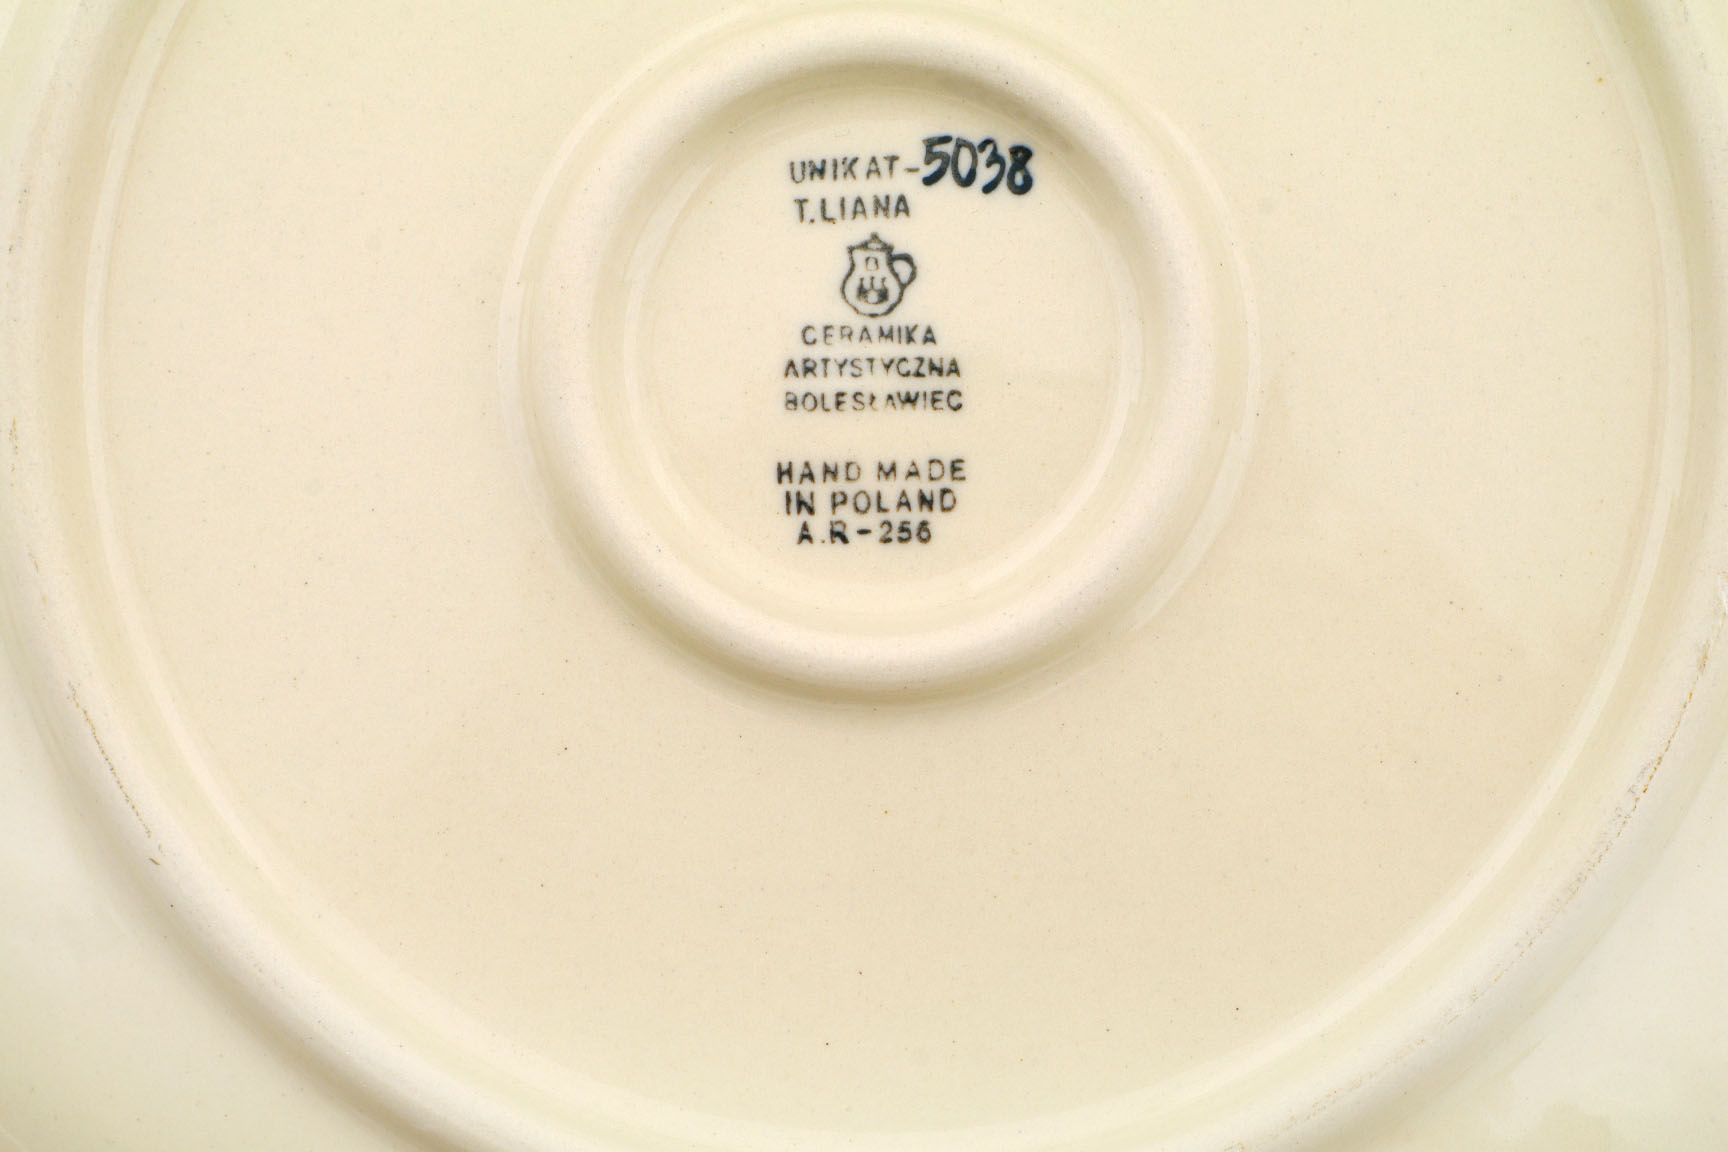 UNIKAT-5038
T.LIANA
B
CERAMIKA
ARTYSTYCZNA
BOLESŁAWIEC
HAND MADE
IN POLAND
A.R-256